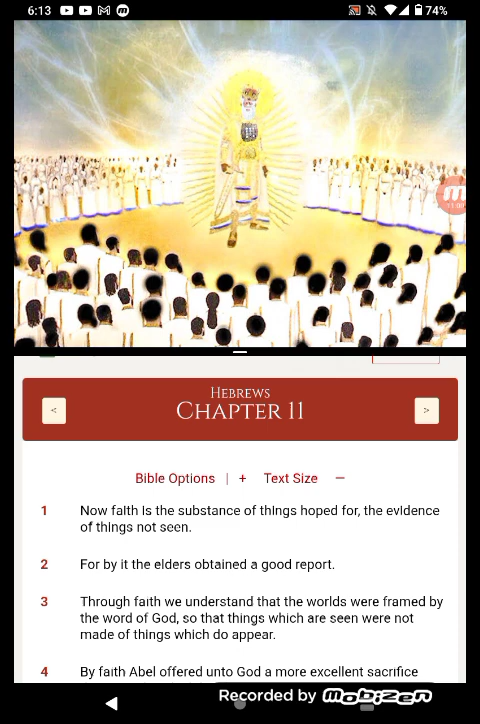 6:13
74%
11:00
HEBREWS
CHAPTER 11
<
>
Bible Options | + Text Size –
1 Now faith is the substance of things hoped for, the evidence
of things not seen.
2 For by it the elders obtained a good report.
3 Through faith we understand that the worlds were framed by
the word of God, so that things which are seen were not
made of things which do appear.
4 By faith Abel offered unto God a more excellent sacrifice
Recorded by Mobizen